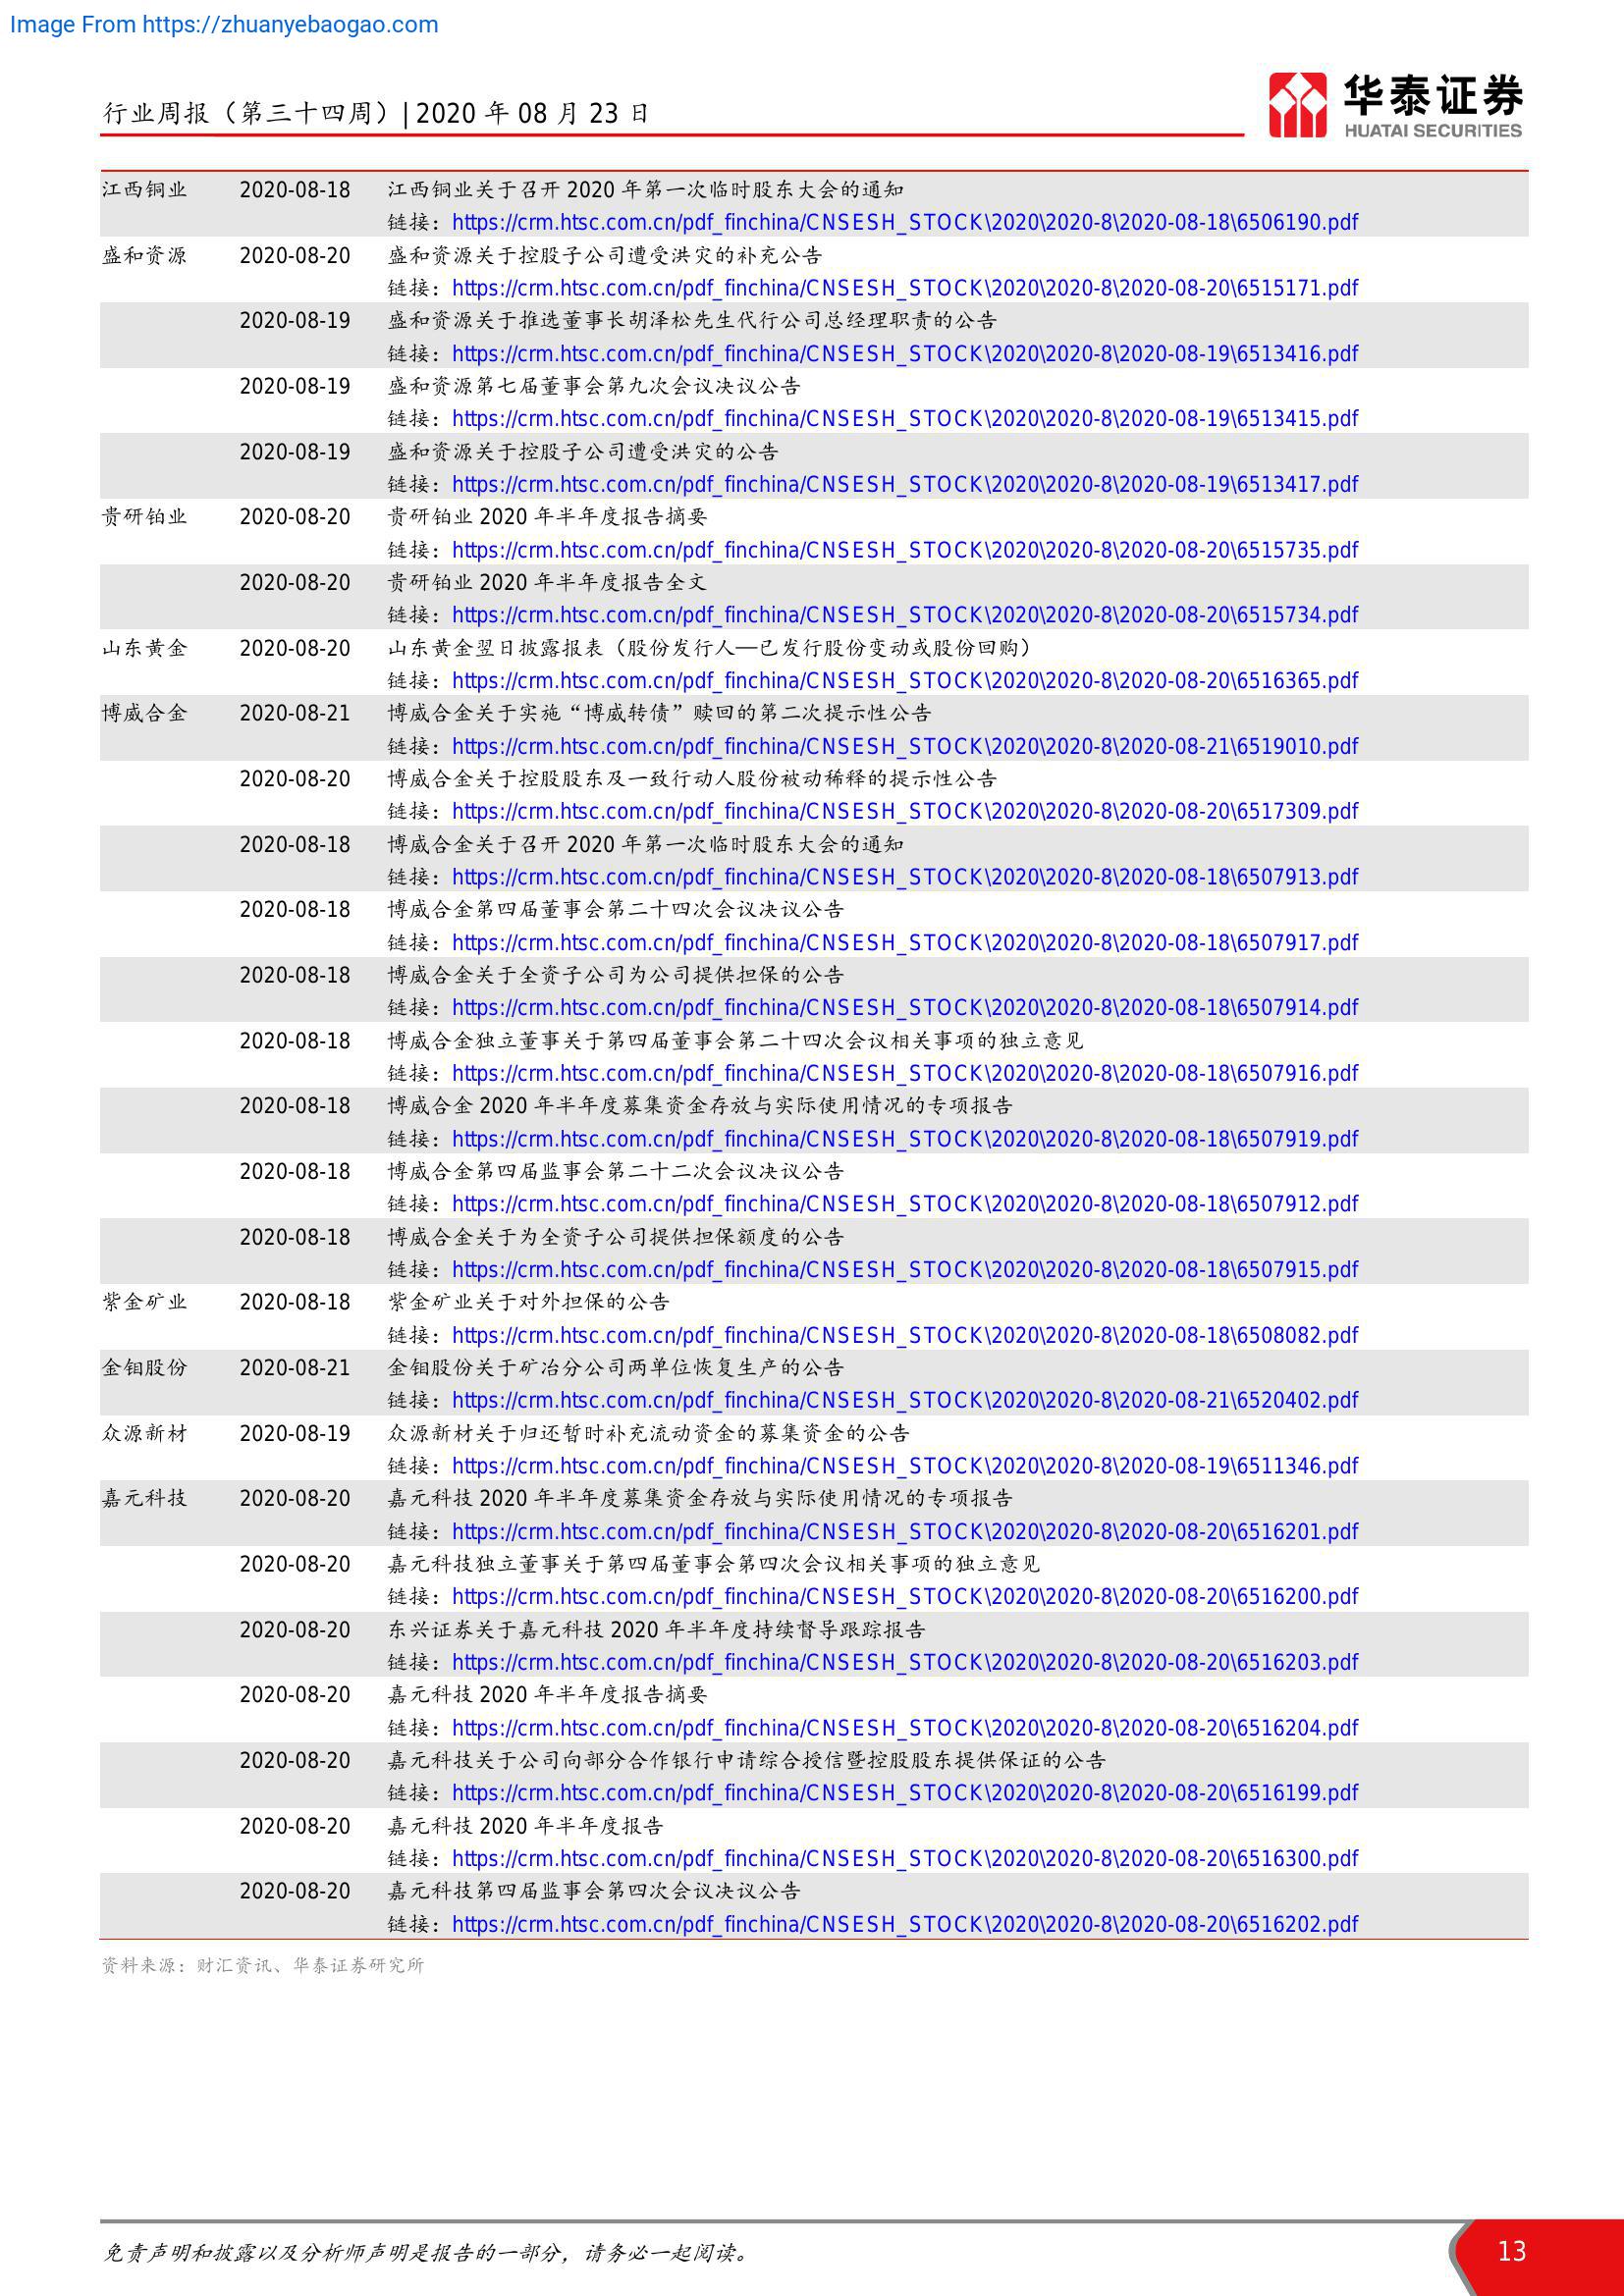 Image From https://zhuanyebaogao.com
行业周报（第三十四周）| 2020 年 08 月 23 日
华泰证券
HUATAI SECURITIES
江西铜业 2020-08-18 江西铜业关于召开 2020 年第一次临时股东大会的通知
链接：https://crm.htsc.com.cn/pdf_finchina/CNSESH_STOCK\2020\2020-8\2020-08-18\6506190.pdf
盛和资源 2020-08-20 盛和资源关于控股子公司遭受洪灾的补充公告
链接：https://crm.htsc.com.cn/pdf_finchina/CNSESH_STOCK\2020\2020-8\2020-08-20\6515171.pdf
2020-08-19 盛和资源关于推选董事长胡泽松先生代行公司总经理职责的公告
链接：https://crm.htsc.com.cn/pdf_finchina/CNSESH_STOCK\2020\2020-8\2020-08-19\6513416.pdf
2020-08-19 盛和资源第七届董事会第九次会议决议公告
链接：https://crm.htsc.com.cn/pdf_finchina/CNSESH_STOCK\2020\2020-8\2020-08-19\6513415.pdf
2020-08-19 盛和资源关于控股子公司遭受洪灾的公告
链接：https://crm.htsc.com.cn/pdf_finchina/CNSESH_STOCK\2020\2020-8\2020-08-19\6513417.pdf
贵研铂业 2020-08-20 贵研铂业 2020 年半年度报告摘要
链接：https://crm.htsc.com.cn/pdf_finchina/CNSESH_STOCK\2020\2020-8\2020-08-20\6515735.pdf
2020-08-20 贵研铂业 2020 年半年度报告全文
链接：https://crm.htsc.com.cn/pdf_finchina/CNSESH_STOCK\2020\2020-8\2020-08-20\6515734.pdf
山东黄金 2020-08-20 山东黄金翌日披露报表（股份发行人—已发行股份变动或股份回购）
链接：https://crm.htsc.com.cn/pdf_finchina/CNSESH_STOCK\2020\2020-8\2020-08-20\6516365.pdf
博威合金 2020-08-21 博威合金关于实施“博威转债”赎回的第二次提示性公告
链接：https://crm.htsc.com.cn/pdf_finchina/CNSESH_STOCK\2020\2020-8\2020-08-21\6519010.pdf
2020-08-20 博威合金关于控股股东及一致行动人股份被动稀释的提示性公告
链接：https://crm.htsc.com.cn/pdf_finchina/CNSESH_STOCK\2020\2020-8\2020-08-20\6517309.pdf
2020-08-18 博威合金关于召开 2020 年第一次临时股东大会的通知
链接：https://crm.htsc.com.cn/pdf_finchina/CNSESH_STOCK\2020\2020-8\2020-08-18\6507913.pdf
2020-08-18 博威合金第四届董事会第二十四次会议决议公告
链接：https://crm.htsc.com.cn/pdf_finchina/CNSESH_STOCK\2020\2020-8\2020-08-18\6507917.pdf
2020-08-18 博威合金关于全资子公司为公司提供担保的公告
链接：https://crm.htsc.com.cn/pdf_finchina/CNSESH_STOCK\2020\2020-8\2020-08-18\6507914.pdf
2020-08-18 博威合金独立董事关于第四届董事会第二十四次会议相关事项的独立意见
链接：https://crm.htsc.com.cn/pdf_finchina/CNSESH_STOCK\2020\2020-8\2020-08-18\6507916.pdf
2020-08-18 博威合金 2020 年半年度募集资金存放与实际使用情况的专项报告
链接：https://crm.htsc.com.cn/pdf_finchina/CNSESH_STOCK\2020\2020-8\2020-08-18\6507919.pdf
2020-08-18 博威合金第四届监事会第二十二次会议决议公告
链接：https://crm.htsc.com.cn/pdf_finchina/CNSESH_STOCK\2020\2020-8\2020-08-18\6507912.pdf
2020-08-18 博威合金关于为全资子公司提供担保额度的公告
链接：https://crm.htsc.com.cn/pdf_finchina/CNSESH_STOCK\2020\2020-8\2020-08-18\6507915.pdf
紫金矿业 2020-08-18 紫金矿业关于对外担保的公告
链接：https://crm.htsc.com.cn/pdf_finchina/CNSESH_STOCK\2020\2020-8\2020-08-18\6508082.pdf
金钼股份 2020-08-21 金钼股份关于矿冶分公司两单位恢复生产的公告
链接：https://crm.htsc.com.cn/pdf_finchina/CNSESH_STOCK\2020\2020-8\2020-08-21\6520402.pdf
众源新材 2020-08-19 众源新材关于归还暂时补充流动资金的募集资金的公告
链接：https://crm.htsc.com.cn/pdf_finchina/CNSESH_STOCK\2020\2020-8\2020-08-19\6511346.pdf
嘉元科技 2020-08-20 嘉元科技 2020 年半年度募集资金存放与实际使用情况的专项报告
链接：https://crm.htsc.com.cn/pdf_finchina/CNSESH_STOCK\2020\2020-8\2020-08-20\6516201.pdf
2020-08-20 嘉元科技独立董事关于第四届董事会第四次会议相关事项的独立意见
链接：https://crm.htsc.com.cn/pdf_finchina/CNSESH_STOCK\2020\2020-8\2020-08-20\6516200.pdf
2020-08-20 东兴证券关于嘉元科技 2020 年半年度持续督导跟踪报告
链接：https://crm.htsc.com.cn/pdf_finchina/CNSESH_STOCK\2020\2020-8\2020-08-20\6516203.pdf
2020-08-20 嘉元科技 2020 年半年度报告摘要
链接：https://crm.htsc.com.cn/pdf_finchina/CNSESH_STOCK\2020\2020-8\2020-08-20\6516204.pdf
2020-08-20 嘉元科技关于公司向部分合作银行申请综合授信暨控股股东提供保证的公告
链接：https://crm.htsc.com.cn/pdf_finchina/CNSESH_STOCK\2020\2020-8\2020-08-20\6516199.pdf
2020-08-20 嘉元科技 2020 年半年度报告
链接：https://crm.htsc.com.cn/pdf_finchina/CNSESH_STOCK\2020\2020-8\2020-08-20\6516300.pdf
2020-08-20 嘉元科技第四届监事会第四次会议决议公告
链接：https://crm.htsc.com.cn/pdf_finchina/CNSESH_STOCK\2020\2020-8\2020-08-20\6516202.pdf
资料来源：财汇资讯、华泰证券研究所
免责声明和披露以及分析师声明是报告的一部分，请务必一起阅读。
13